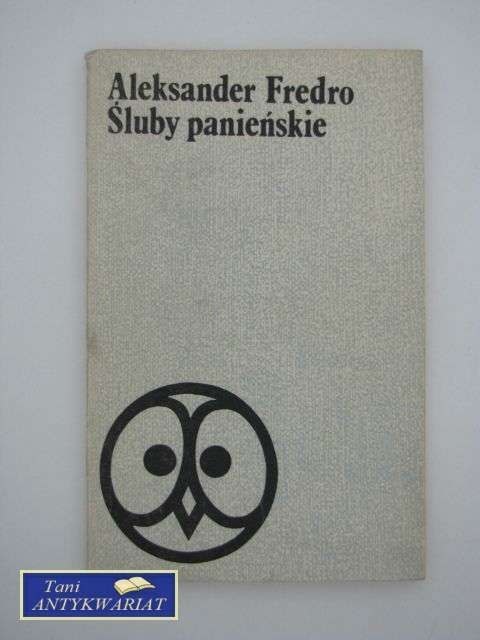 Aleksander Fredro
Śluby panieńskie
Tani
ANTYKWARIAT